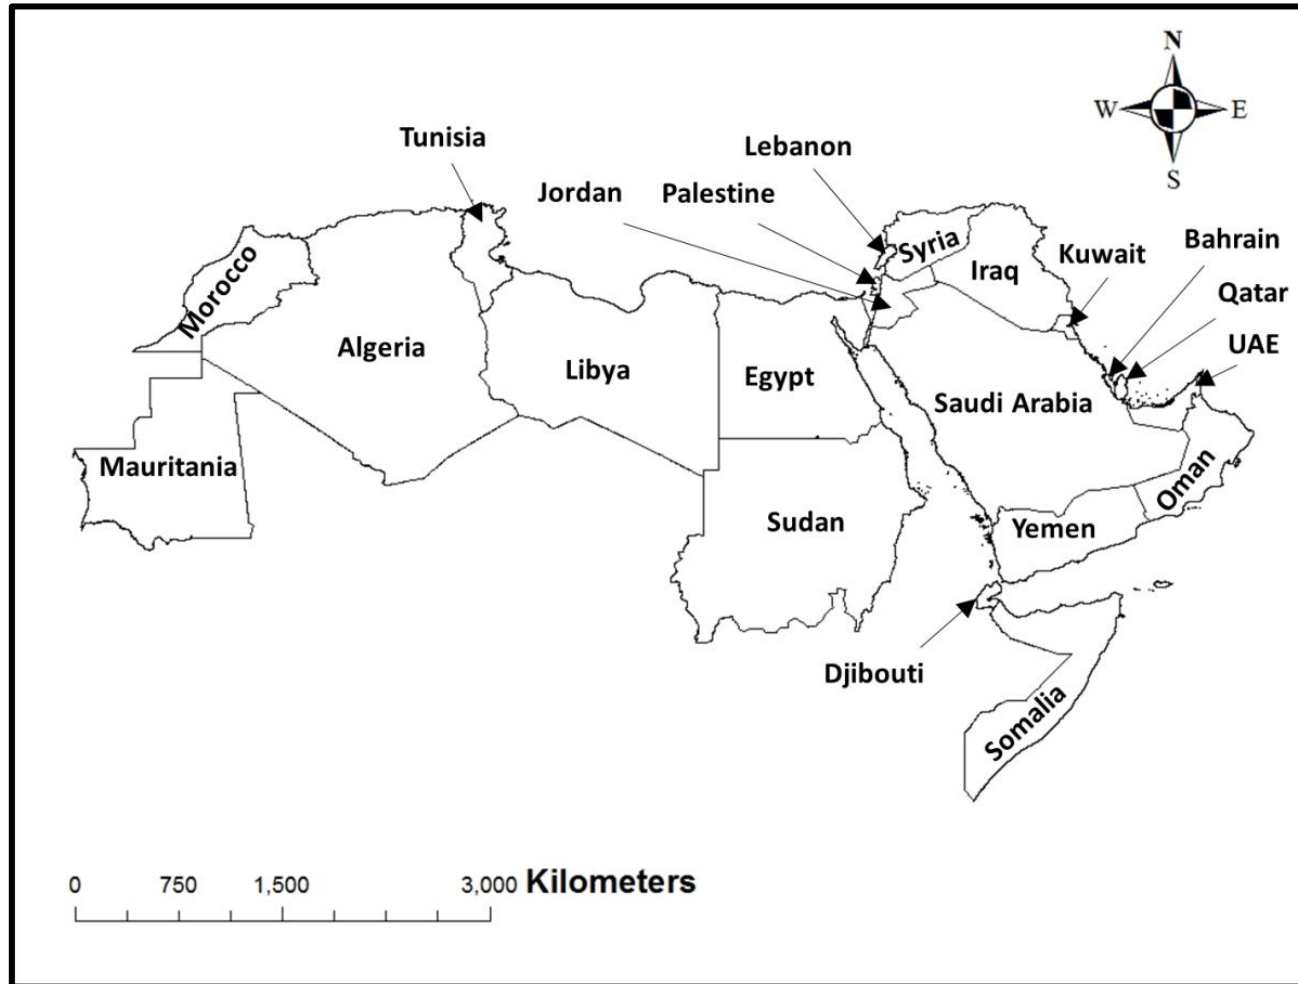 N
W E
S
Tunisia
Lebanon
Jordan
Palestine
Syria
Iraq
Kuwait
Bahrain
Qatar
UAE
Morocco
Algeria
Libya
Egypt
Saudi Arabia
Mauritania
Oman
Sudan
Yemen
Djibouti
Somalia
0 750 1,500 3,000 Kilometers